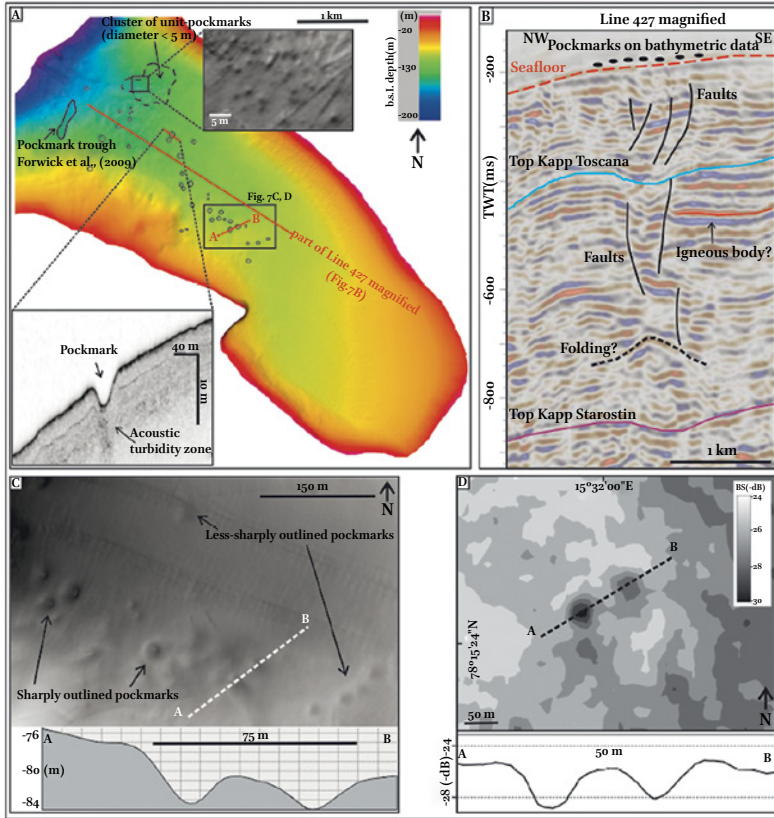 A
Cluster of unit-pockmarks
(diameter < 5 m)
1 km
5 m
(m)
-20
-130
-200
b.s.l. depth(m)
N
Pockmark trough
Forwick et al., (2009)
Fig. 7C, D
B
A
part of Line 427 magnified
(Fig.7B)
Pockmark
40 m
10 m
Acoustic
turbidity zone
B
Line 427 magnified
NW
SE
Pockmarks on bathymetric data
-200
Seafloor
Faults
Top Kapp Toscana
TWT(ms)
Igneous body?
Faults
-600
Folding?
-800
Top Kapp Starostin
1 km
C
150 m
N
Less-sharply outlined pockmarks
B
Sharply outlined pockmarks
A
-76
A
75 m
B
(m)
-80
-84
D
15°32'00"E
BS(-dB)
24
26
28
30
B
A
78°15'24"N
50 m
N
-24
A
50 m
B
(-dB)
-28